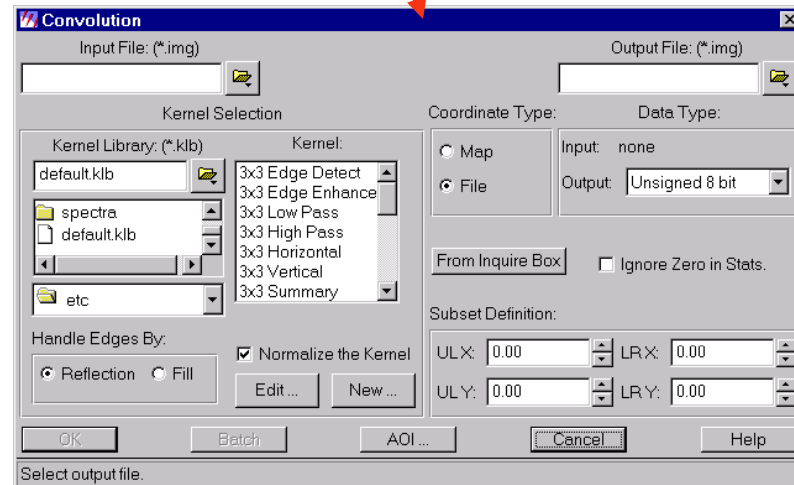 Convolution
Input File: (*.img)
Output File: (*.img)
Kernel Selection
Coordinate Type:
Data Type:
Kernel Library: (*.klb)
Kernel:
default.klb
spectra
default.klb
etc
3x3 Edge Detect
3x3 Edge Enhance
3x3 Low Pass
3x3 High Pass
3x3 Horizontal
3x3 Vertical
3x3 Summary
Map
File
Input: none
Output: Unsigned 8 bit
From Inquire Box
Ignore Zero in Stats.
Handle Edges By:
Reflection Fill
Normalize the Kernel
Edit ... New ...
Subset Definition:
ULX: 0.00 LRX: 0.00
ULY: 0.00 LRY: 0.00
OK Batch AOI ... Cancel Help
Select output file.